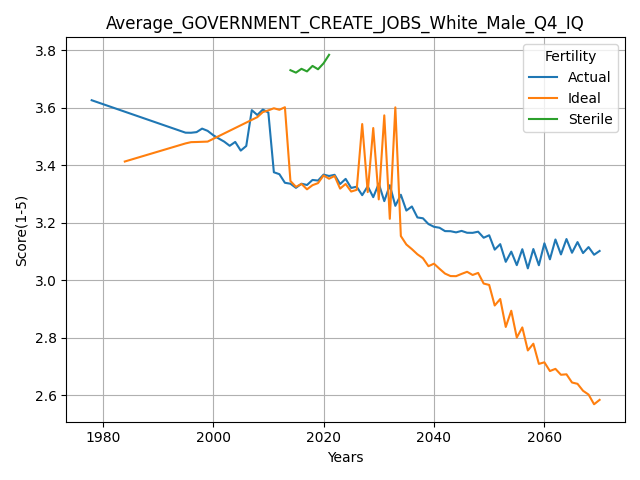 Average_GOVERNMENT_CREATE_JOBS_White_Male_Q4_IQ
Fertility
Actual
Ideal
Sterile
Score(1-5)
3.8
3.6
3.4
3.2
3.0
2.8
2.6
1980 2000 2020 2040 2060
Years